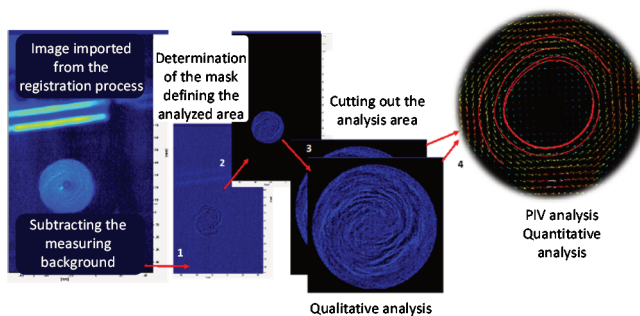 Image imported
from the
registration process
Subtracting the
measuring
background
1
Determination
of the mask
defining the
analyzed area
2
Cutting out the
analysis area
3
Qualitative analysis
4
PIV analysis
Quantitative
analysis